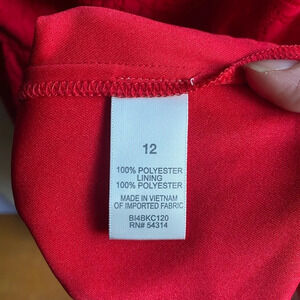 12
100% POLYESTER
LINING
100% POLYESTER
MADE IN VIETNAM
OF IMPORTED FABRIC
BI4BKC120
RN# 54314